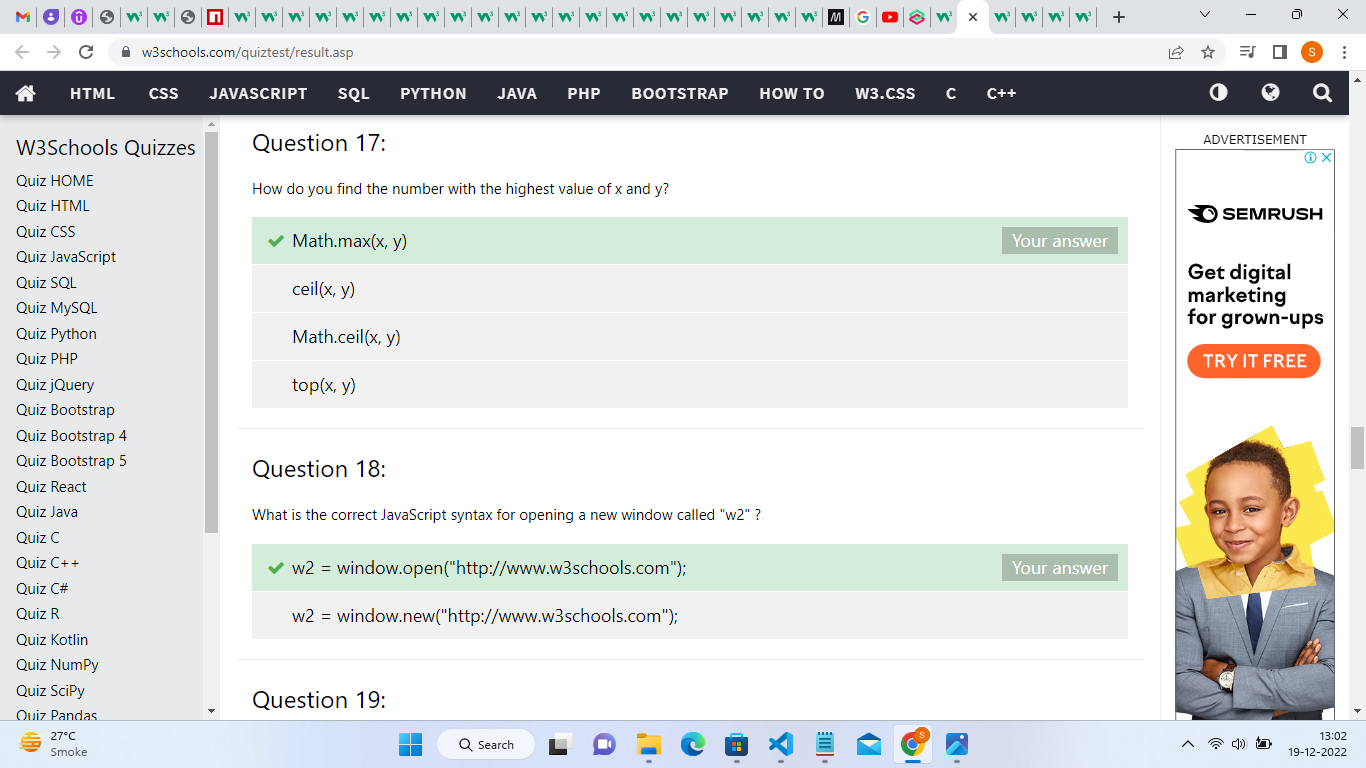 w3schools.com/quiztest/result.asp
S
HTML CSS JAVASCRIPT SQL PYTHON JAVA PHP BOOTSTRAP HOW TO W3.CSS C C++
W3Schools Quizzes
Quiz HOME
Quiz HTML
Quiz CSS
Quiz JavaScript
Quiz SQL
Quiz MySQL
Quiz Python
Quiz PHP
Quiz jQuery
Quiz Bootstrap
Quiz Bootstrap 4
Quiz Bootstrap 5
Quiz React
Quiz Java
Quiz C
Quiz C++
Quiz C#
Quiz R
Quiz Kotlin
Quiz NumPy
Quiz SciPy
Quiz Pandas
Question 17:
How do you find the number with the highest value of x and y?
Math.max(x, y) Your answer
ceil(x, y)
Math.ceil(x, y)
top(x, y)
Question 18:
What is the correct JavaScript syntax for opening a new window called "w2" ?
w2 = window.open("http://www.w3schools.com"); Your answer
w2 = window.new("http://www.w3schools.com");
Question 19:
ADVERTISEMENT
SEMRUSH
Get digital
marketing
for grown-ups
TRY IT FREE
27°C
Smoke
Search
S
13:02
19-12-2022